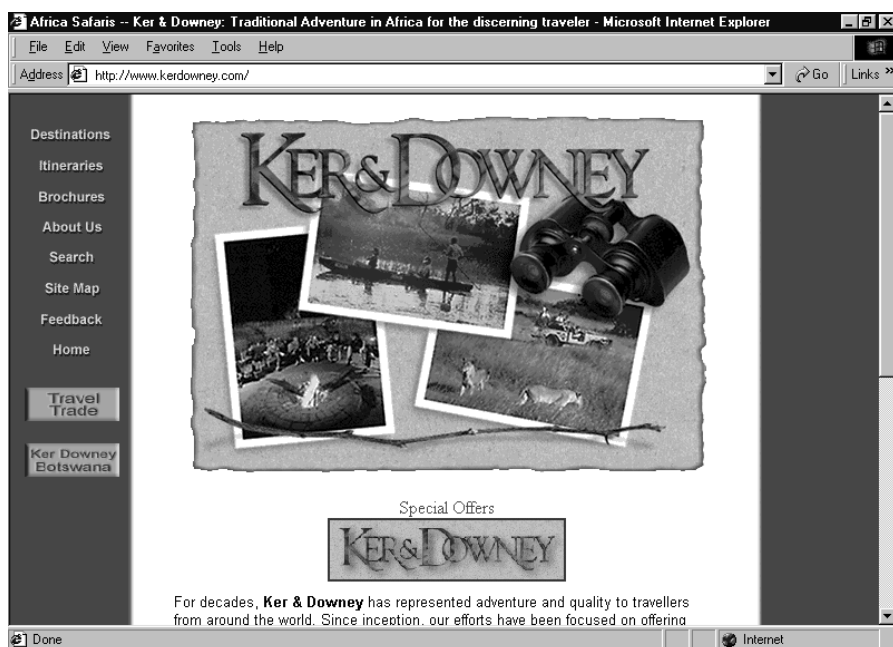 Africa Safaris -- Ker & Downey: Traditional Adventure in Africa for the discerning traveler - Microsoft Internet Explorer
File Edit View Favorites Tools Help
Address http://www.kerdowney.com/ Go Links »
Destinations
Itineraries
Brochures
About Us
Search
Site Map
Feedback
Home
Travel
Trade
Ker Downey
Botswana
KER & DOWNEY
Special Offers
KER & DOWNEY
For decades, Ker & Downey has represented adventure and quality to travellers
from around the world. Since inception, our efforts have been focused on offering
Done Internet